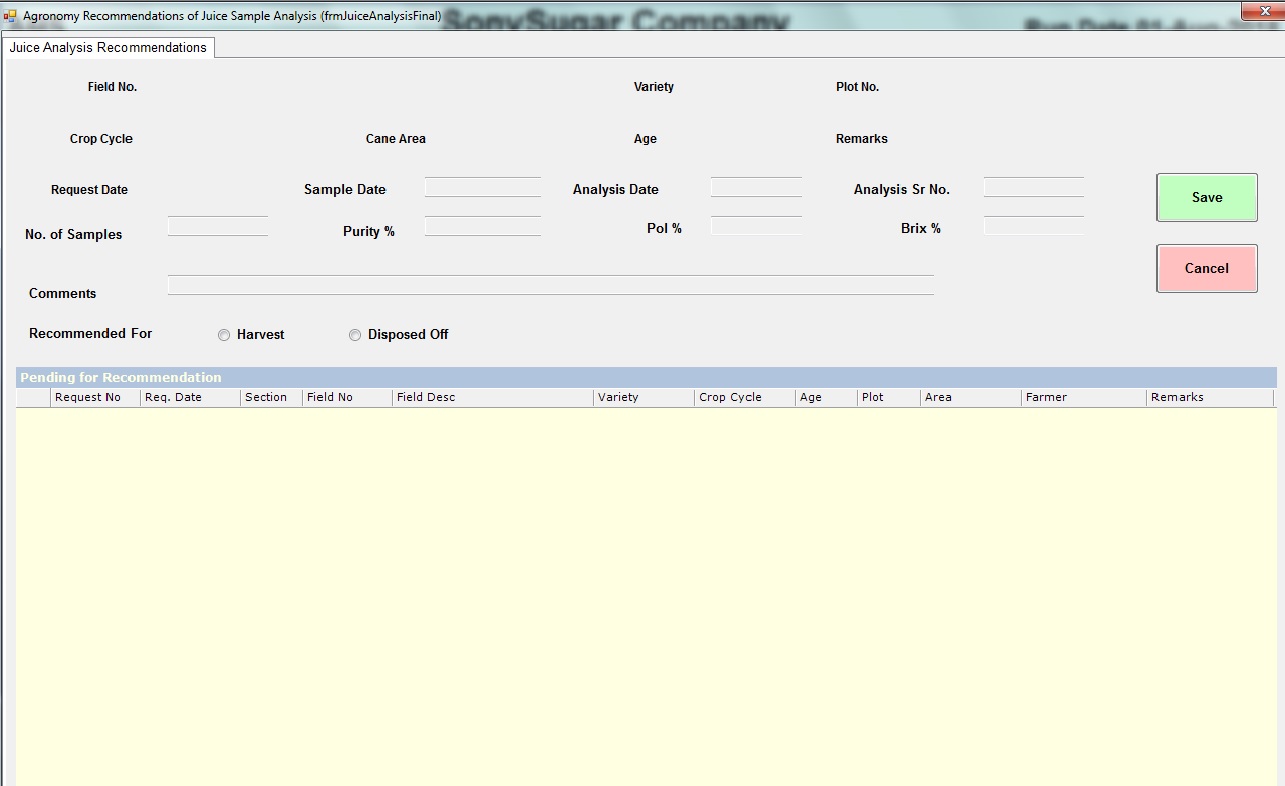 Agronomy Recommendations of Juice Sample Analysis (frmJuiceAnalysisFinal) SonySugar Company Run Date 01-Aug-
Juice Analysis Recommendations
Field No. Variety Plot No.
Crop Cycle Cane Area Age Remarks
Request Date Sample Date Analysis Date Analysis Sr No. Save
No. of Samples Purity % Pol % Brix %
Cancel
Comments
Recommended For Harvest Disposed Off
Pending for Recommendation
Request No Req. Date Section Field No Field Desc Variety Crop Cycle Age Plot Area Farmer Remarks